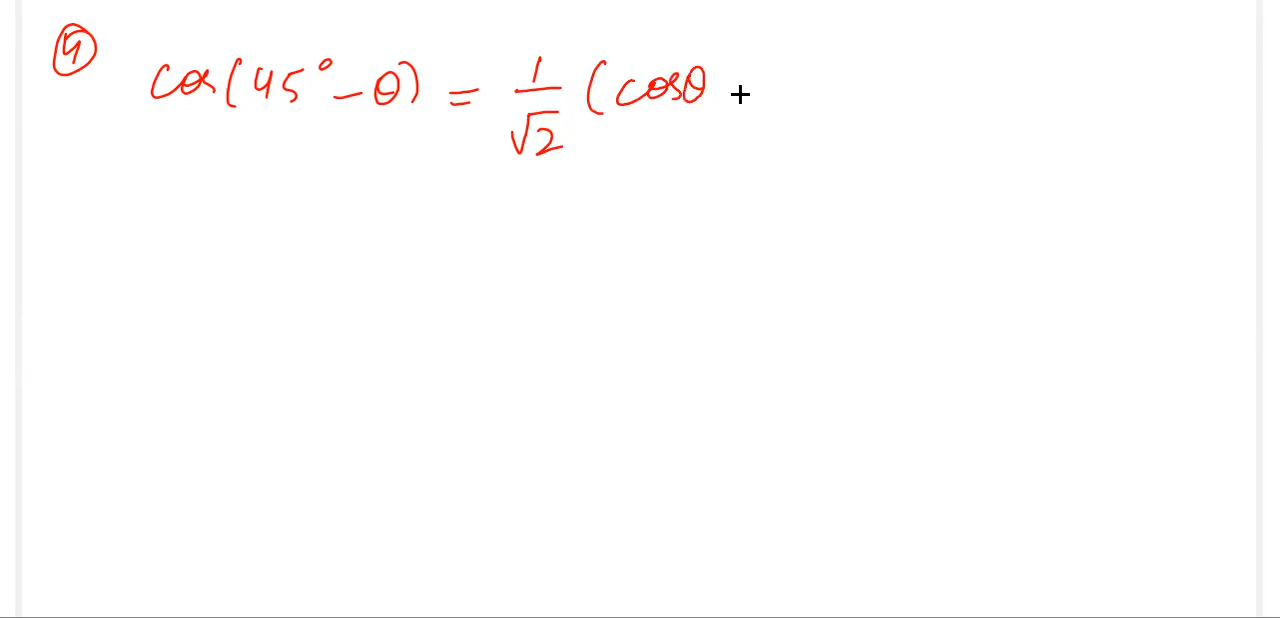 ④ cos(45° - θ) = 1/√2 (cosθ +